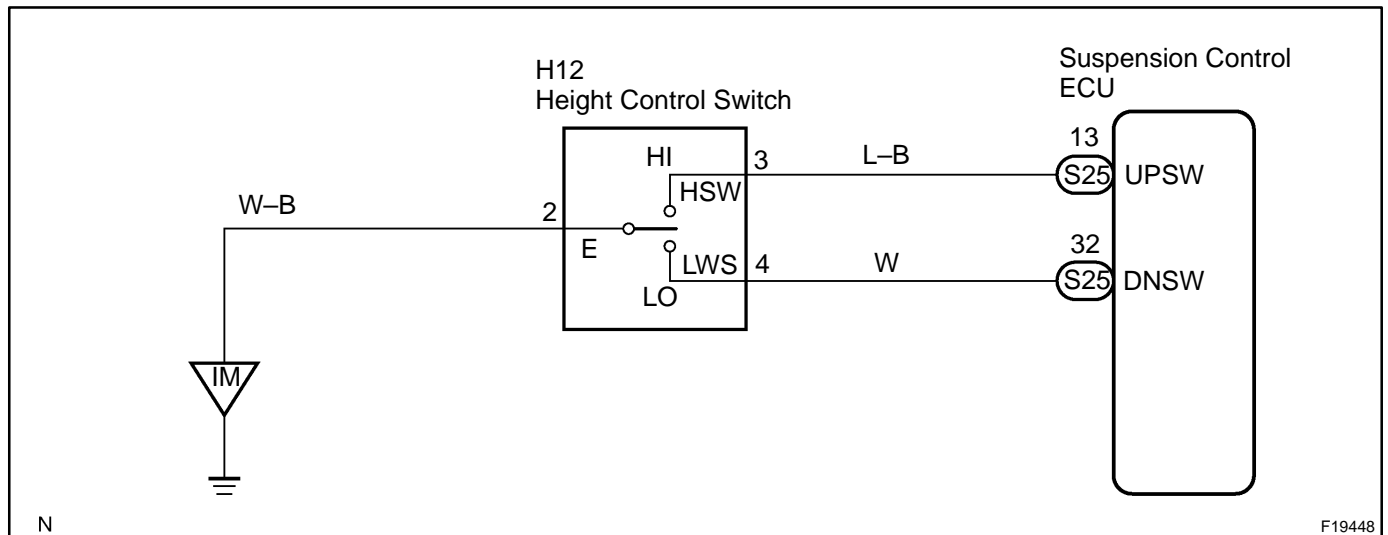 H12
Height Control Switch
Suspension Control
ECU
HI
3
L–B
13
S25
UPSW
HSW
W–B
2
E
LWS
4
W
32
S25
DNSW
LO
IM
N
F19448